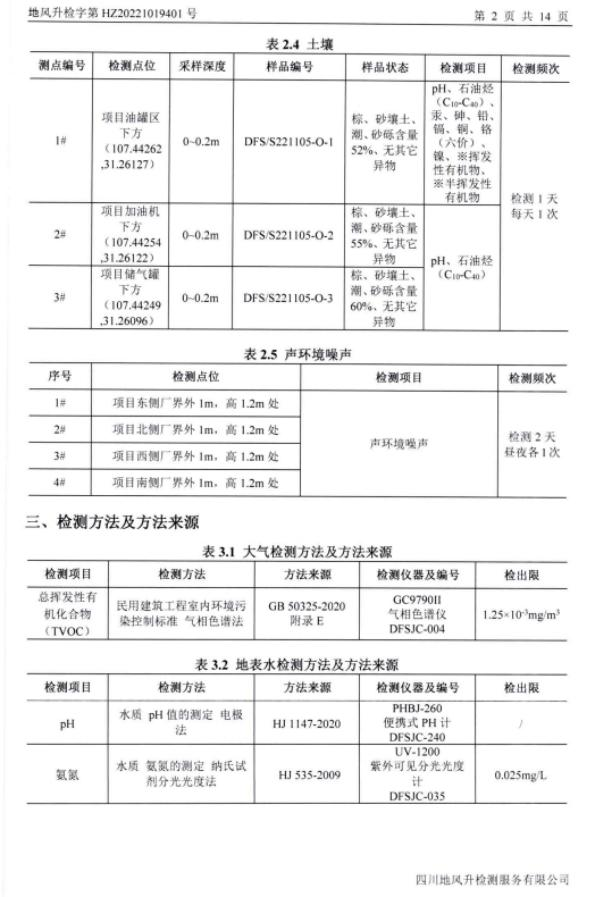 地风升检字第 HZ20221019401 号
第 2 页 共 14 页
表 2.4 土壤
测点编号 检测点位 采样深度 样品编号 样品状态 检测项目 检测频次
1# 项目油罐区下方（107.44262,31.26127） 0~0.2m DFS/S221105-O-1 棕、砂壤土、潮、砂砾含量52%、无其它异物 pH、石油烃（C10-C40）、汞、砷、铅、镉、铜、铬（六价）、镍、※挥发性有机物、※半挥发性有机物 检测 1 天 每天 1 次
2# 项目加油机下方（107.44254,31.26122） 0~0.2m DFS/S221105-O-2 棕、砂壤土、潮、砂砾含量55%、无其它异物 pH、石油烃（C10-C40）
3# 项目储气罐下方（107.44249,31.26096） 0~0.2m DFS/S221105-O-3 棕、砂壤土、潮、砂砾含量60%、无其它异物
表 2.5 声环境噪声
序号 检测点位 检测项目 检测频次
1# 项目东侧厂界外 1m，高 1.2m 处 声环境噪声 检测 2 天 昼夜各 1 次
2# 项目北侧厂界外 1m，高 1.2m 处
3# 项目西侧厂界外 1m，高 1.2m 处
4# 项目南侧厂界外 1m，高 1.2m 处
三、检测方法及方法来源
表 3.1 大气检测方法及方法来源
检测项目 检测方法 方法来源 检测仪器及编号 检出限
总挥发性有机化合物（TVOC） 民用建筑工程室内环境污染控制标准 气相色谱法 GB 50325-2020 附录 E GC9790II 气相色谱仪 DFSJC-004 1.25×10⁻³mg/m³
表 3.2 地表水检测方法及方法来源
检测项目 检测方法 方法来源 检测仪器及编号 检出限
pH 水质 pH 值的测定 电极法 HJ 1147-2020 PHBJ-260 便携式 PH 计 DFSJC-240 /
氨氮 水质 氨氮的测定 纳氏试剂分光光度法 HJ 535-2009 UV-1200 紫外可见分光光度计 DFSJC-035 0.025mg/L
四川地风升检测服务有限公司